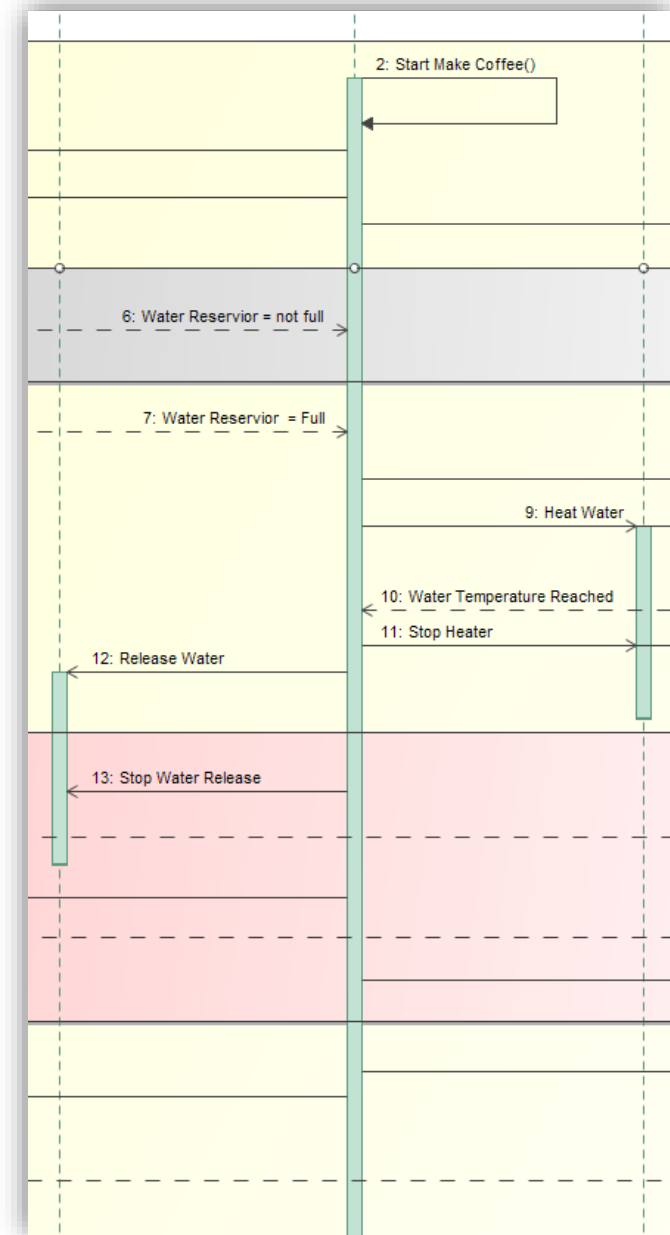 2: Start Make Coffee()
6: Water Reservior = not full
7: Water Reservior = Full
9: Heat Water
10: Water Temperature Reached
11: Stop Heater
12: Release Water
13: Stop Water Release